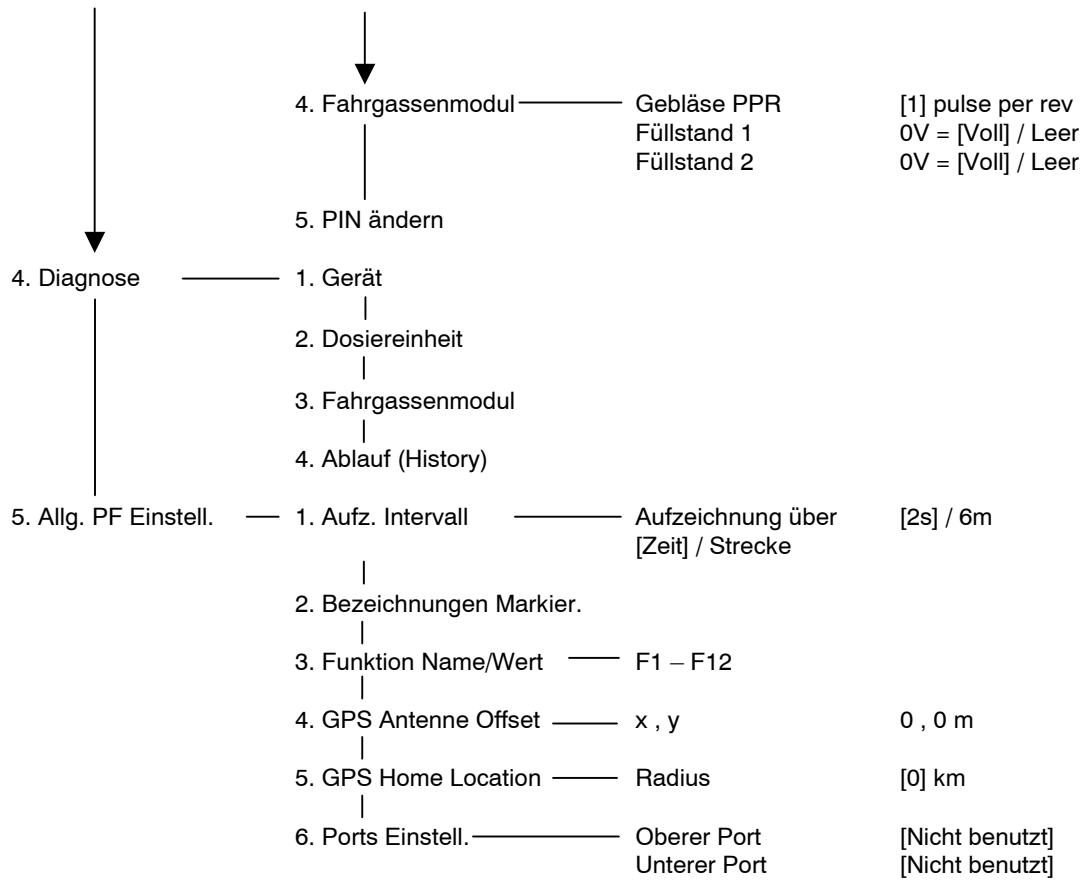 4. Fahrgassenmodul Gebläse PPR [1] pulse per rev
Füllstand 1 0V = [Voll] / Leer
Füllstand 2 0V = [Voll] / Leer
5. PIN ändern
4. Diagnose 1. Gerät
2. Dosiereinheit
3. Fahrgassenmodul
4. Ablauf (History)
5. Allg. PF Einstell. 1. Aufz. Intervall Aufzeichnung über [2s] / 6m
[Zeit] / Strecke
2. Bezeichnungen Markier.
3. Funktion Name/Wert F1 – F12
4. GPS Antenne Offset x , y 0 , 0 m
5. GPS Home Location Radius [0] km
6. Ports Einstell. Oberer Port [Nicht benutzt]
Unterer Port [Nicht benutzt]